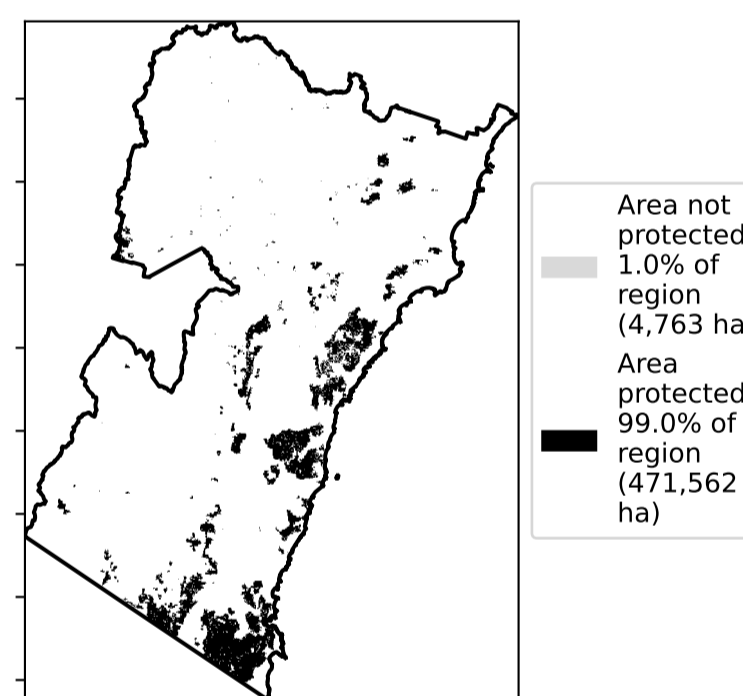 Area not
protected
1.0% of
region
(4,763 ha
Area
protected
99.0% of
region
(471,562
ha)